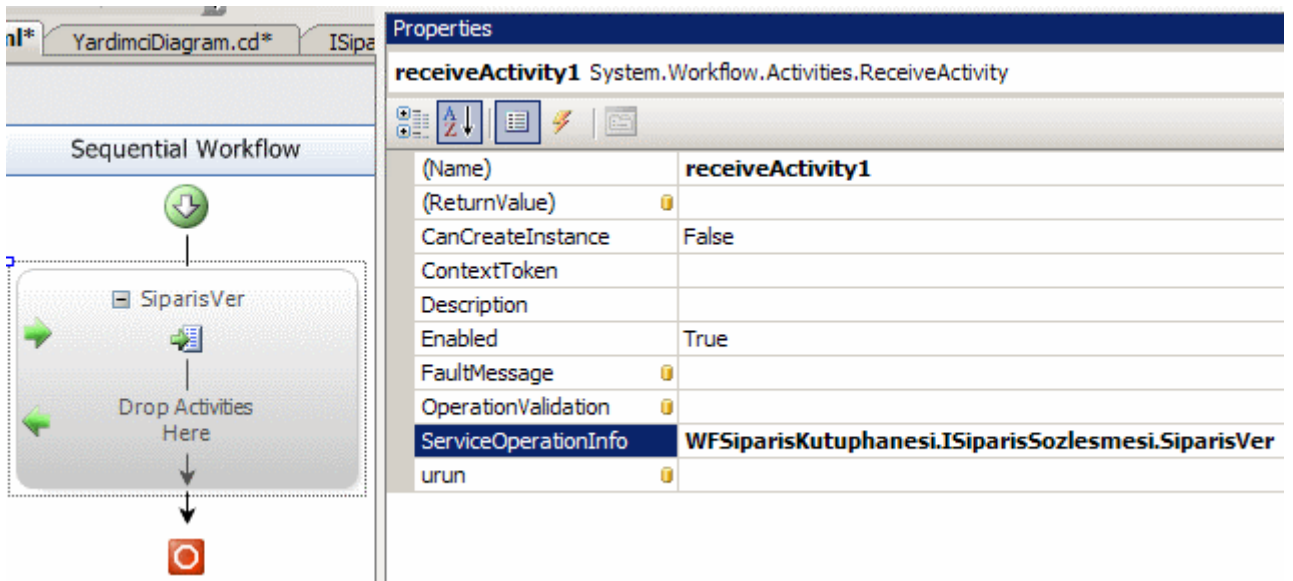 nl*
YardimciDiagram.cd*
ISipa
Sequential Workflow
SiparisVer
Drop Activities
Here
Properties
receiveActivity1 System.Workflow.Activities.ReceiveActivity
(Name) receiveActivity1
(ReturnValue)
CanCreateInstance False
ContextToken
Description
Enabled True
FaultMessage
OperationValidation
ServiceOperationInfo WFSiparisKutuphanesi.ISiparisSozlesmesi.SiparisVer
urun